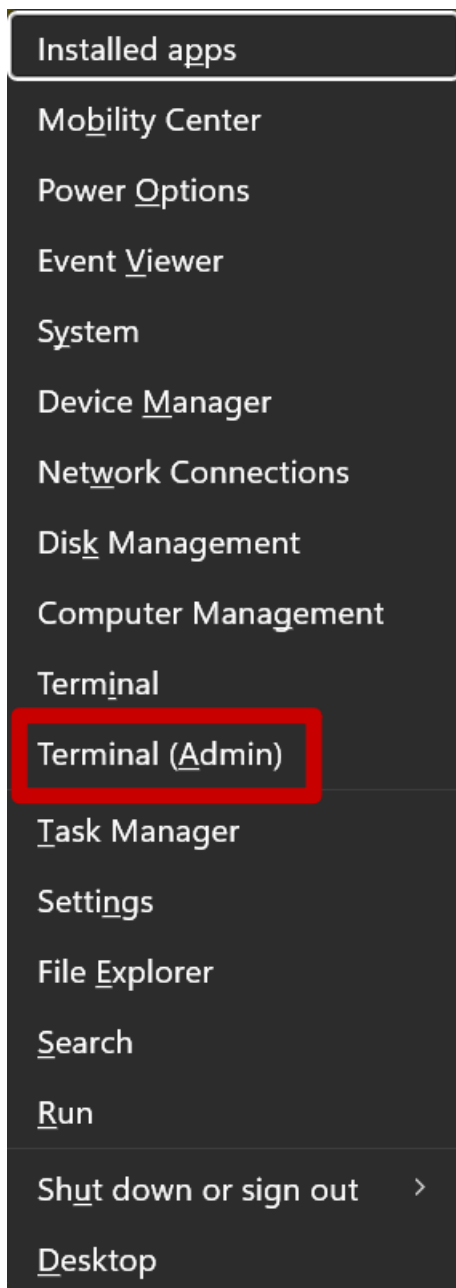 Installed apps
Mobility Center
Power Options
Event Viewer
System
Device Manager
Network Connections
Disk Management
Computer Management
Terminal
Terminal (Admin)
Task Manager
Settings
File Explorer
Search
Run
Shut down or sign out
Desktop